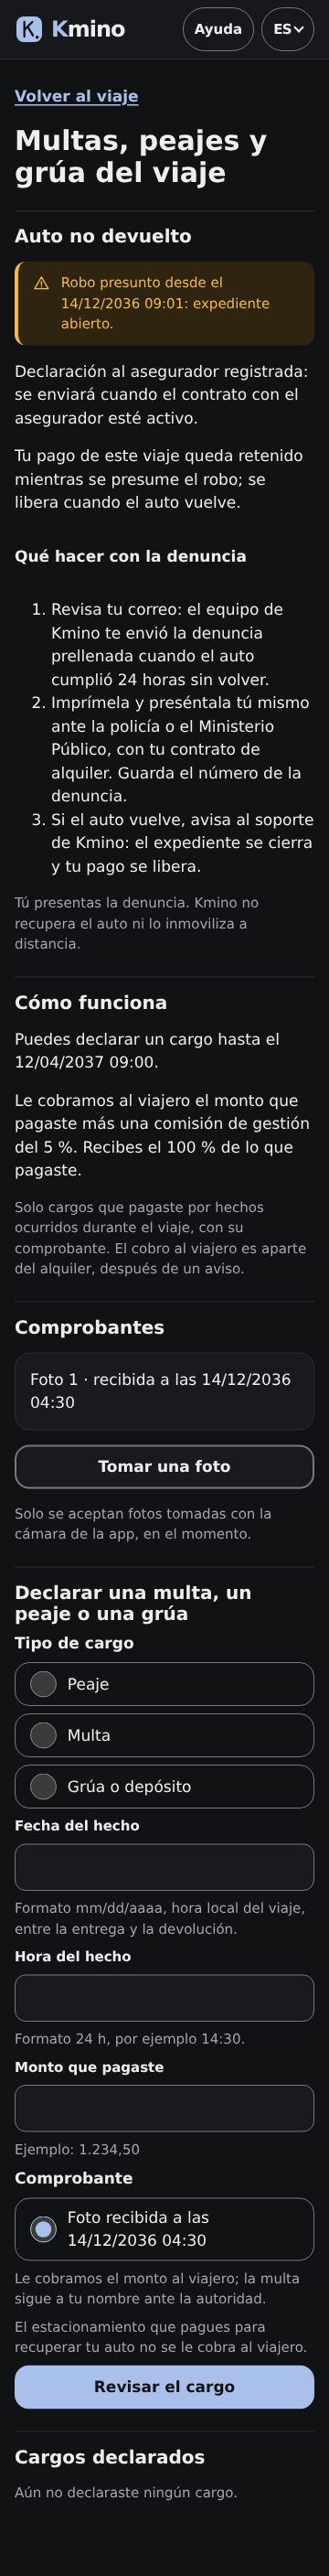 Kmino
Ayuda
ES
Volver al viaje
Multas, peajes y
grúa del viaje
Auto no devuelto
Robo presunto desde el
14/12/2036 09:01: expediente
abierto.
Declaración al asegurador registrada:
se enviará cuando el contrato con el
asegurador esté activo.
Tu pago de este viaje queda retenido
mientras se presume el robo; se
libera cuando el auto vuelve.
Qué hacer con la denuncia
1. Revisa tu correo: el equipo de
Kmino te envió la denuncia
prellenada cuando el auto
cumplió 24 horas sin volver.
2. Imprímela y preséntala tú mismo
ante la policía o el Ministerio
Público, con tu contrato de
alquiler. Guarda el número de la
denuncia.
3. Si el auto vuelve, avisa al soporte
de Kmino: el expediente se cierra
y tu pago se libera.
Tú presentas la denuncia. Kmino no
recupera el auto ni lo inmoviliza a
distancia.
Cómo funciona
Puedes declarar un cargo hasta el
12/04/2037 09:00.
Le cobramos al viajero el monto que
pagaste más una comisión de gestión
del 5 %. Recibes el 100 % de lo que
pagaste.
Solo cargos que pagaste por hechos
ocurridos durante el viaje, con su
comprobante. El cobro al viajero es aparte
del alquiler, después de un aviso.
Comprobantes
Foto 1 · recibida a las 14/12/2036
04:30
Tomar una foto
Solo se aceptan fotos tomadas con la
cámara de la app, en el momento.
Declarar una multa, un
peaje o una grúa
Tipo de cargo
Peaje
Multa
Grúa o depósito
Fecha del hecho
Formato mm/dd/aaaa, hora local del viaje,
entre la entrega y la devolución.
Hora del hecho
Formato 24 h, por ejemplo 14:30.
Monto que pagaste
Ejemplo: 1.234,50
Comprobante
Foto recibida a las
14/12/2036 04:30
Le cobramos el monto al viajero; la multa
sigue a tu nombre ante la autoridad.
El estacionamiento que pagues para
recuperar tu auto no se le cobra al viajero.
Revisar el cargo
Cargos declarados
Aún no declaraste ningún cargo.